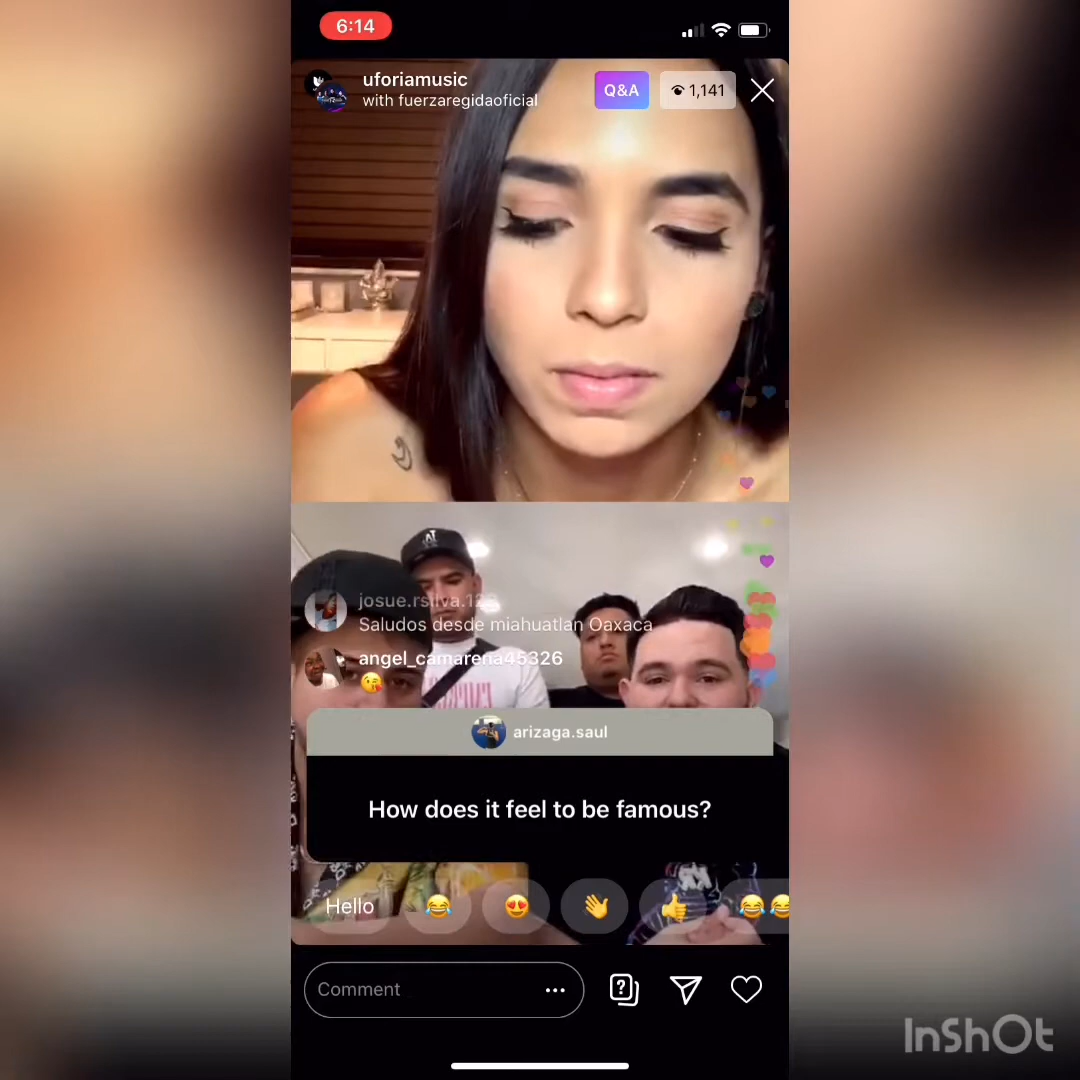 6:14
uforiamusic
with fuerzaregidaoficial
Q&A
1,141
Saludos desde miahuatlan Oaxaca
angel_camarena45326
arizaga.saul
How does it feel to be famous?
Hello
Comment
InShOt